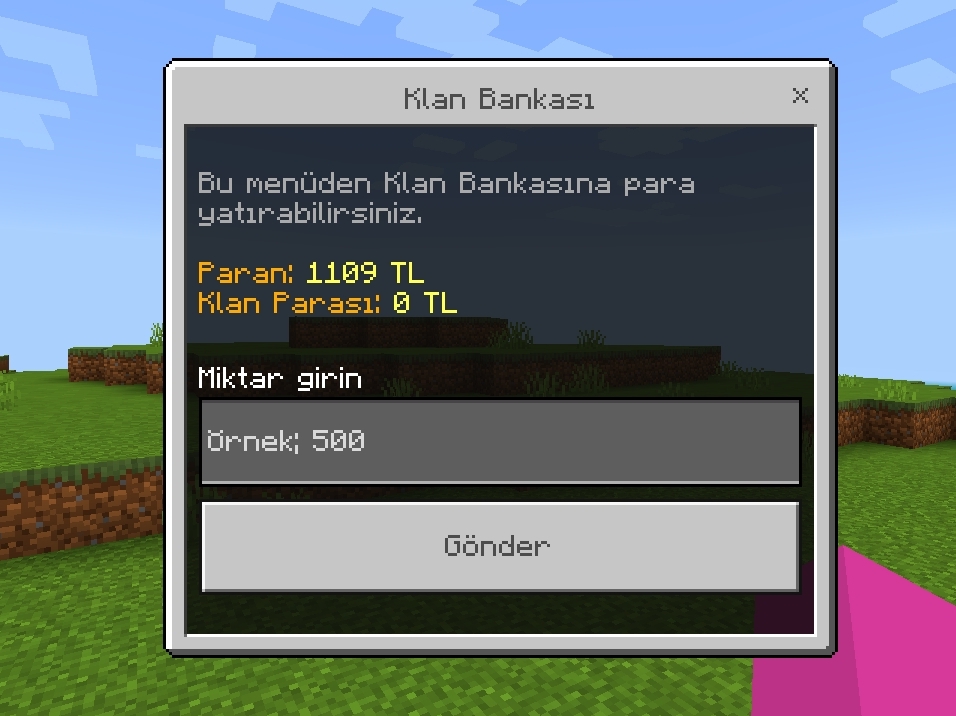 Klan Bankası
Bu menüden Klan Bankasına para
yatırabilirsiniz.
Paran: 1109 TL
Klan Parası: 0 TL
Miktar girin
Örnek; 500
Gönder